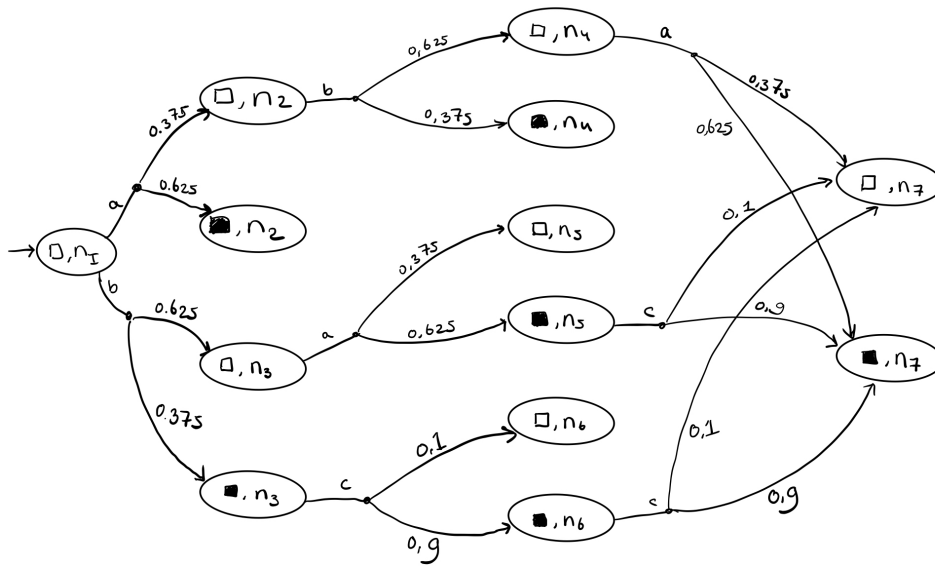 □, n4
a
0,625
0,375
b
□, n2
0,375
0,625
■, n4
0.375
a
0.625
■, n2
□, n7
0,1
□, n5
□, nI
b
0,375
0.625
0,625
■, n5
c
0,9
a
□, n3
■, n7
0.375
□, n6
0,1
0,1
■, n3
c
c
■, n6
0,9
0,9